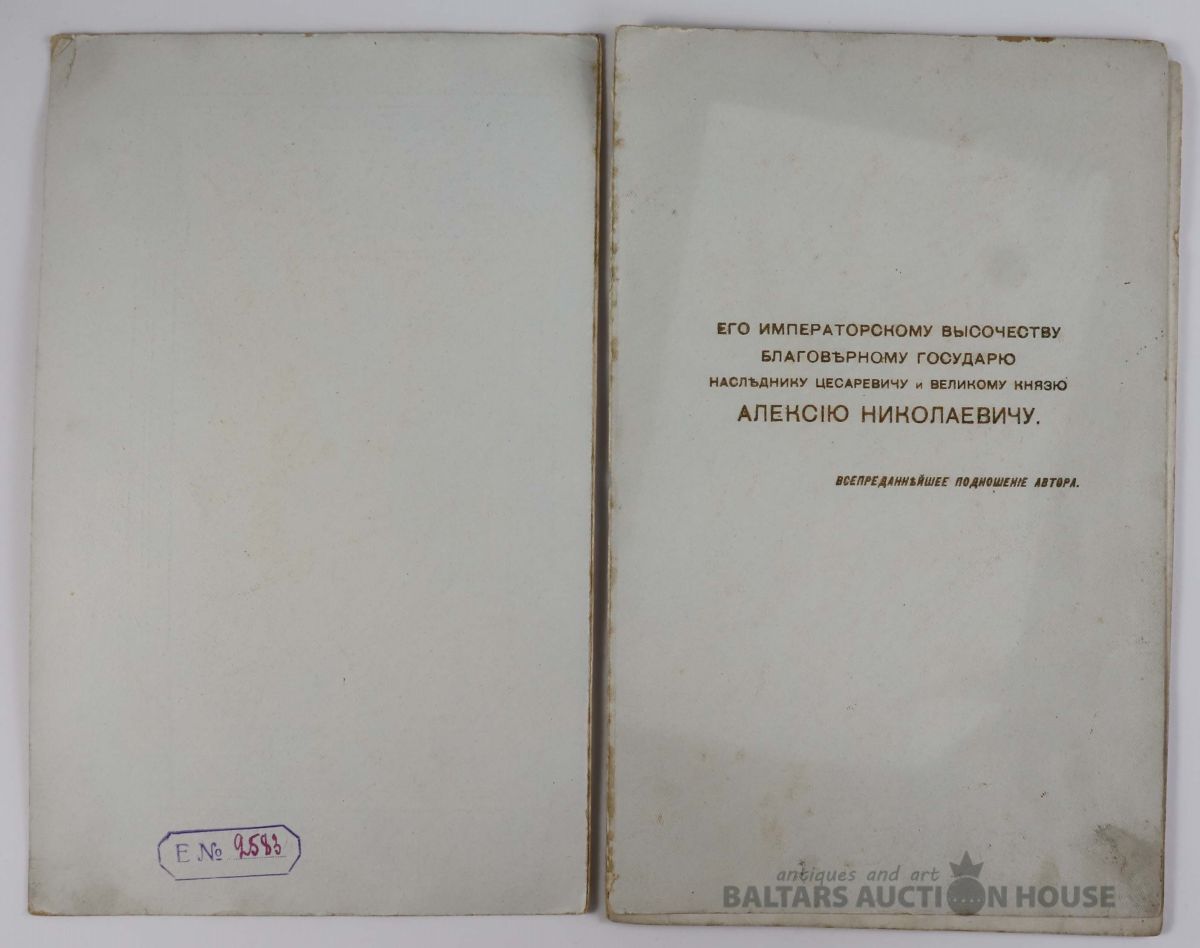 E № 2583
ЕГО ИМПЕРАТОРСКОМУ ВЫСОЧЕСТВУ
БЛАГОВѢРНОМУ ГОСУДАРЮ
НАСЛѢДНИКУ ЦЕСАРЕВИЧУ и ВЕЛИКОМУ КНЯЗЮ
АЛЕКСІЮ НИКОЛАЕВИЧУ.
ВСЕПРЕДАННѢЙШЕЕ ПОДНОШЕНІЕ АВТОРА.
antiques and art
BALTARS AUCTION HOUSE